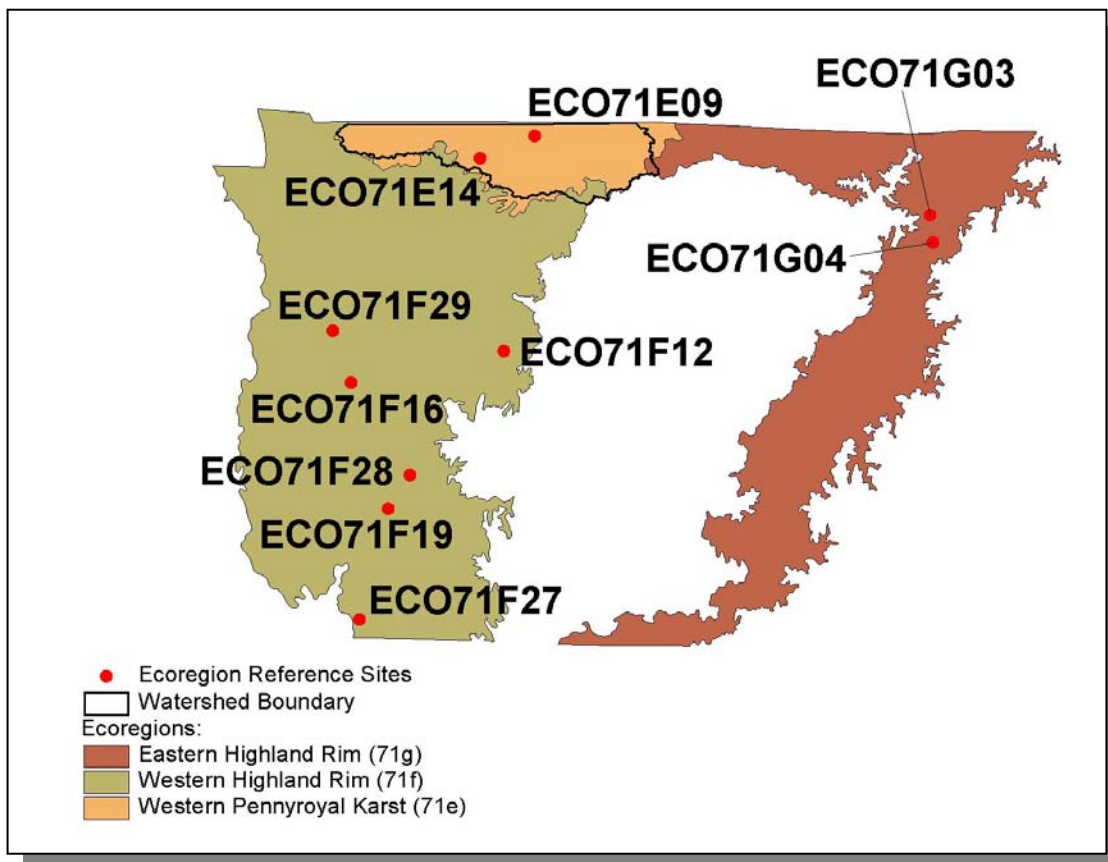 ECO71G03
ECO71E09
ECO71E14
ECO71G04
ECO71F29
ECO71F12
ECO71F16
ECO71F28
ECO71F19
ECO71F27
Ecoregion Reference Sites
Watershed Boundary
Ecoregions:
Eastern Highland Rim (71g)
Western Highland Rim (71f)
Western Pennyroyal Karst (71e)